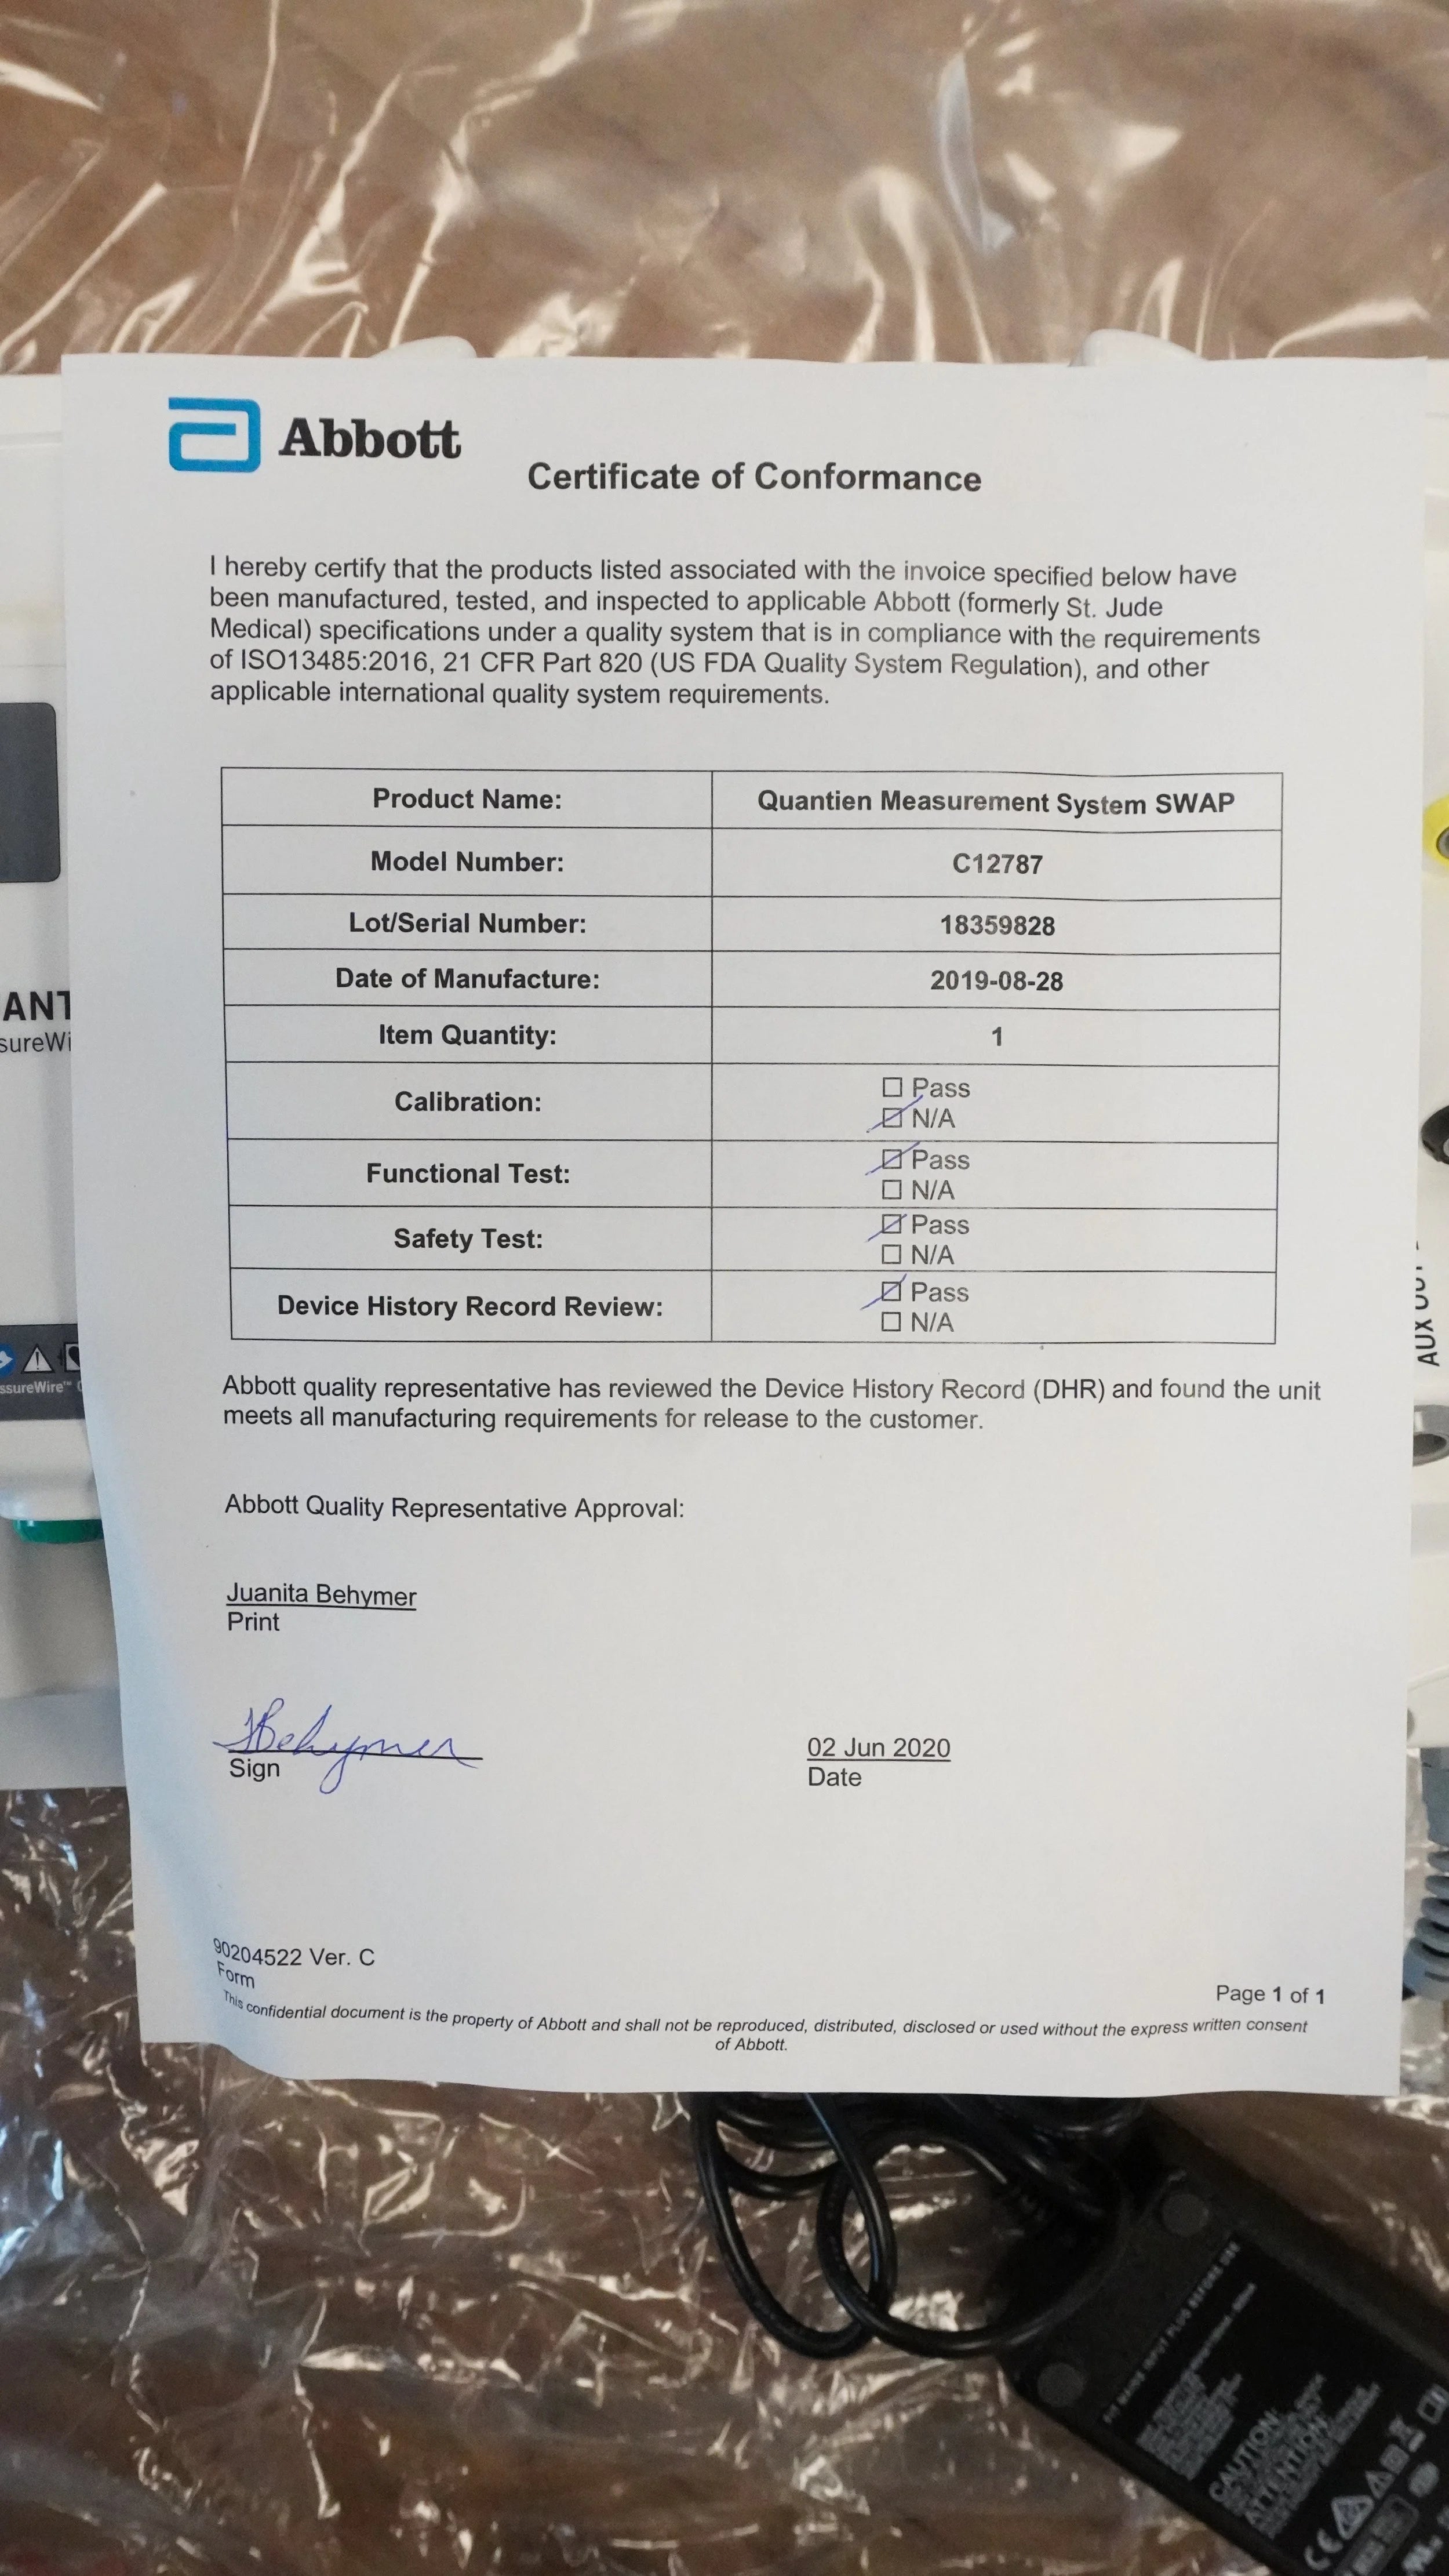 Abbott
Certificate of Conformance
I hereby certify that the products listed associated with the invoice specified below have
been manufactured, tested, and inspected to applicable Abbott (formerly St. Jude
Medical) specifications under a quality system that is in compliance with the requirements
of ISO13485:2016, 21 CFR Part 820 (US FDA Quality System Regulation), and other
applicable international quality system requirements.
Product Name: Quantien Measurement System SWAP
Model Number: C12787
Lot/Serial Number: 18359828
Date of Manufacture: 2019-08-28
Item Quantity: 1
Calibration: ☐ Pass
☑ N/A
Functional Test: ☑ Pass
☐ N/A
Safety Test: ☑ Pass
☐ N/A
Device History Record Review: ☑ Pass
☐ N/A
Abbott quality representative has reviewed the Device History Record (DHR) and found the unit
meets all manufacturing requirements for release to the customer.
Abbott Quality Representative Approval:
Juanita Behymer
Print
JBehymer
Sign
02 Jun 2020
Date
90204522 Ver. C
Form
Page 1 of 1
This confidential document is the property of Abbott and shall not be reproduced, distributed, disclosed or used without the express written consent
of Abbott.
ANT
sureWi
ssureWire™
AUX OUT
CAUTION:
ATTENTION: